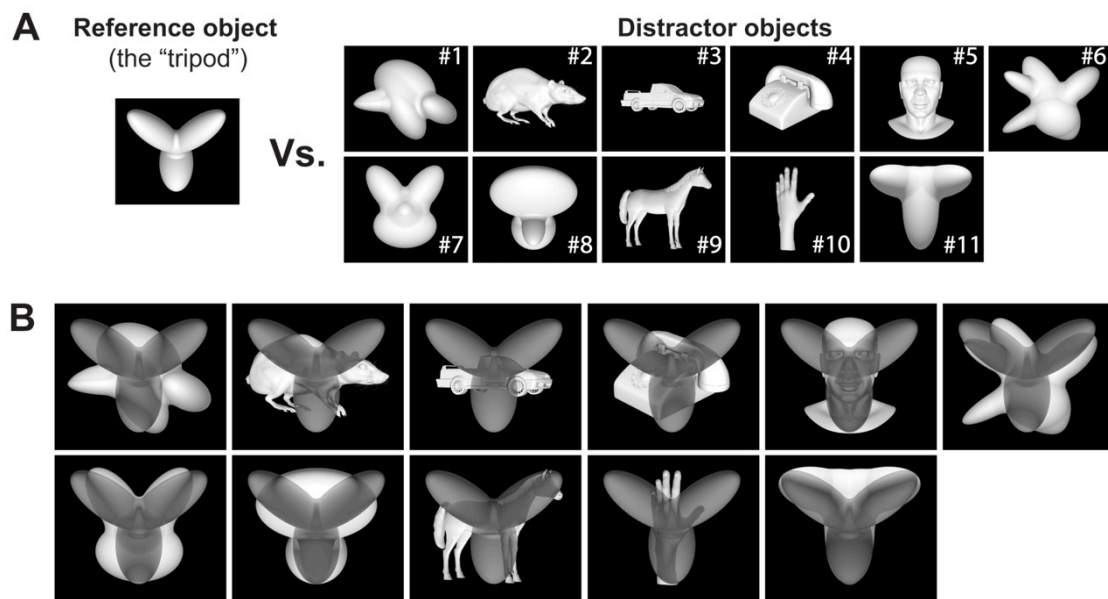 A
Reference object
(the “tripod”)
Vs.
Distractor objects
#1
#2
#3
#4
#5
#6
#7
#8
#9
#10
#11
B